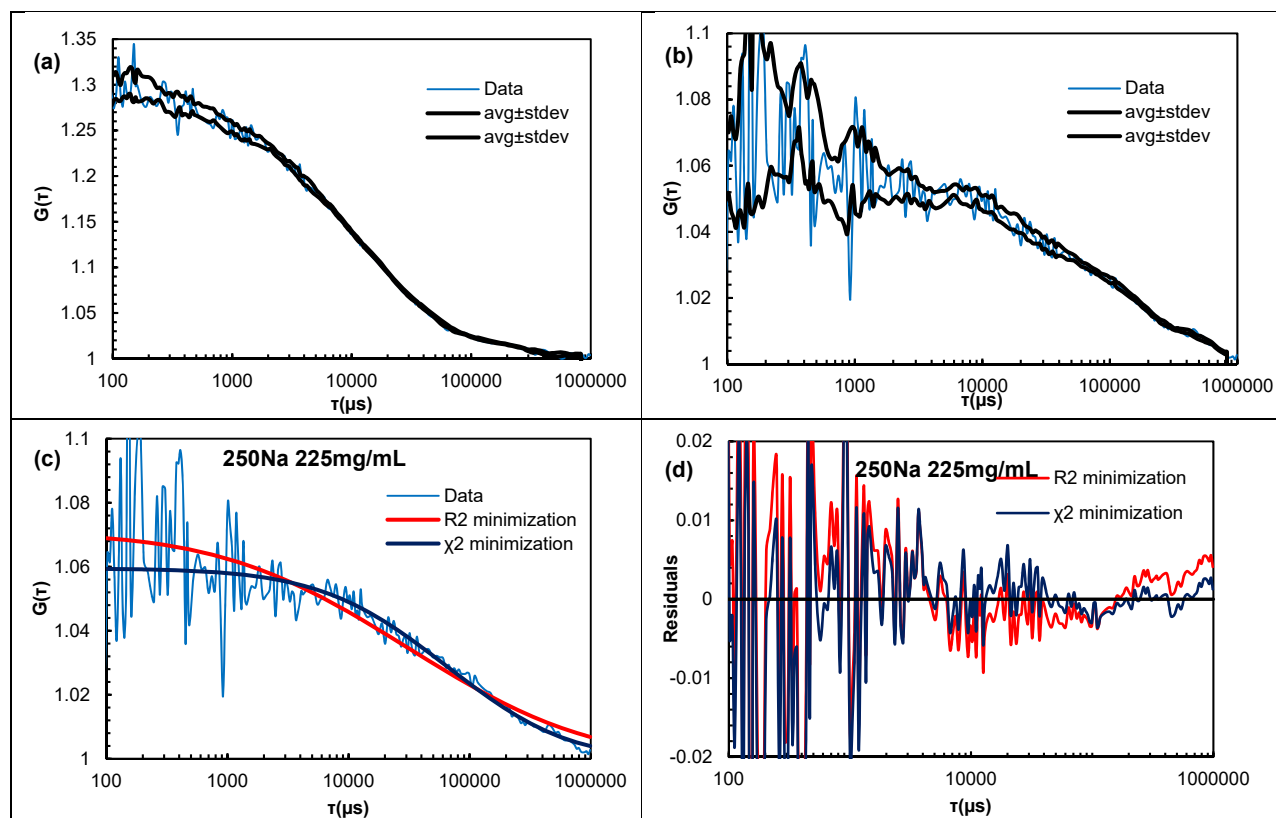 (a)
1.35
1.3
1.25
1.2
1.15
1.1
1.05
1
G(τ)
Data
avg±stdev
avg±stdev
100 1000 10000 100000 1000000
τ(µs)
(b)
1.1
1.08
1.06
1.04
1.02
1
G(τ)
Data
avg±stdev
avg±stdev
100 1000 10000 100000 1000000
τ(µs)
(c)
250Na 225mg/mL
1.1
1.08
1.06
1.04
1.02
1
G(τ)
Data
R2 minimization
χ2 minimization
100 1000 10000 100000 1000000
τ(µs)
(d)
250Na 225mg/mL
0.02
0.01
0
-0.01
-0.02
Residuals
R2 minimization
χ2 minimization
100 10000 1000000
τ(µs)